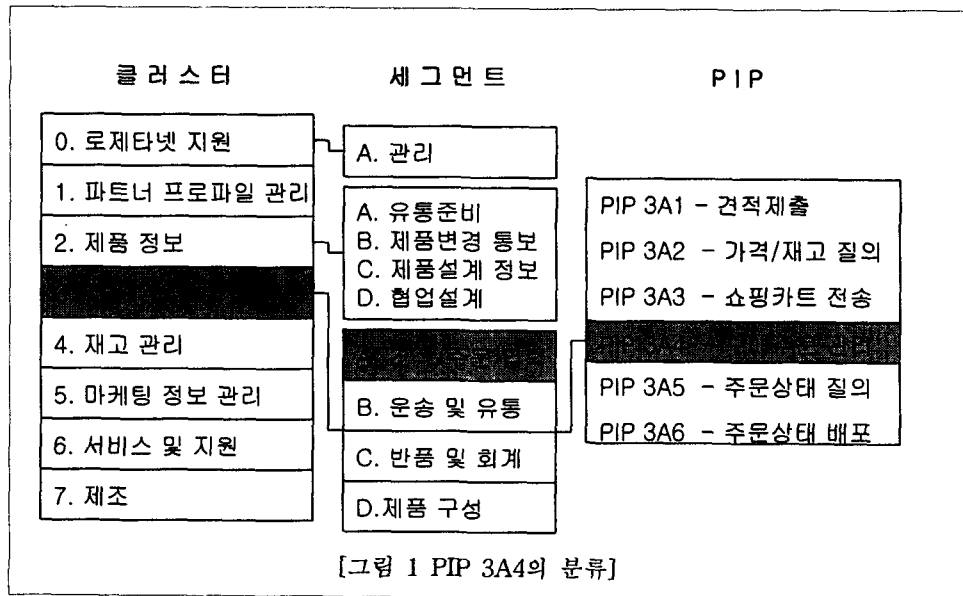 클러스터
세그먼트
PIP
0. 로제타넷 지원
1. 파트너 프로파일 관리
2. 제품 정보
4. 재고 관리
5. 마케팅 정보 관리
6. 서비스 및 지원
7. 제조
A. 관리
A. 유통준비
B. 제품변경 통보
C. 제품설계 정보
D. 협업설계
B. 운송 및 유통
C. 반품 및 회계
D.제품 구성
PIP 3A1 - 견적제출
PIP 3A2 - 가격/재고 질의
PIP 3A3 - 쇼핑카트 전송
PIP 3A5 - 주문상태 질의
PIP 3A6 - 주문상태 배포
[그림 1 PIP 3A4의 분류]